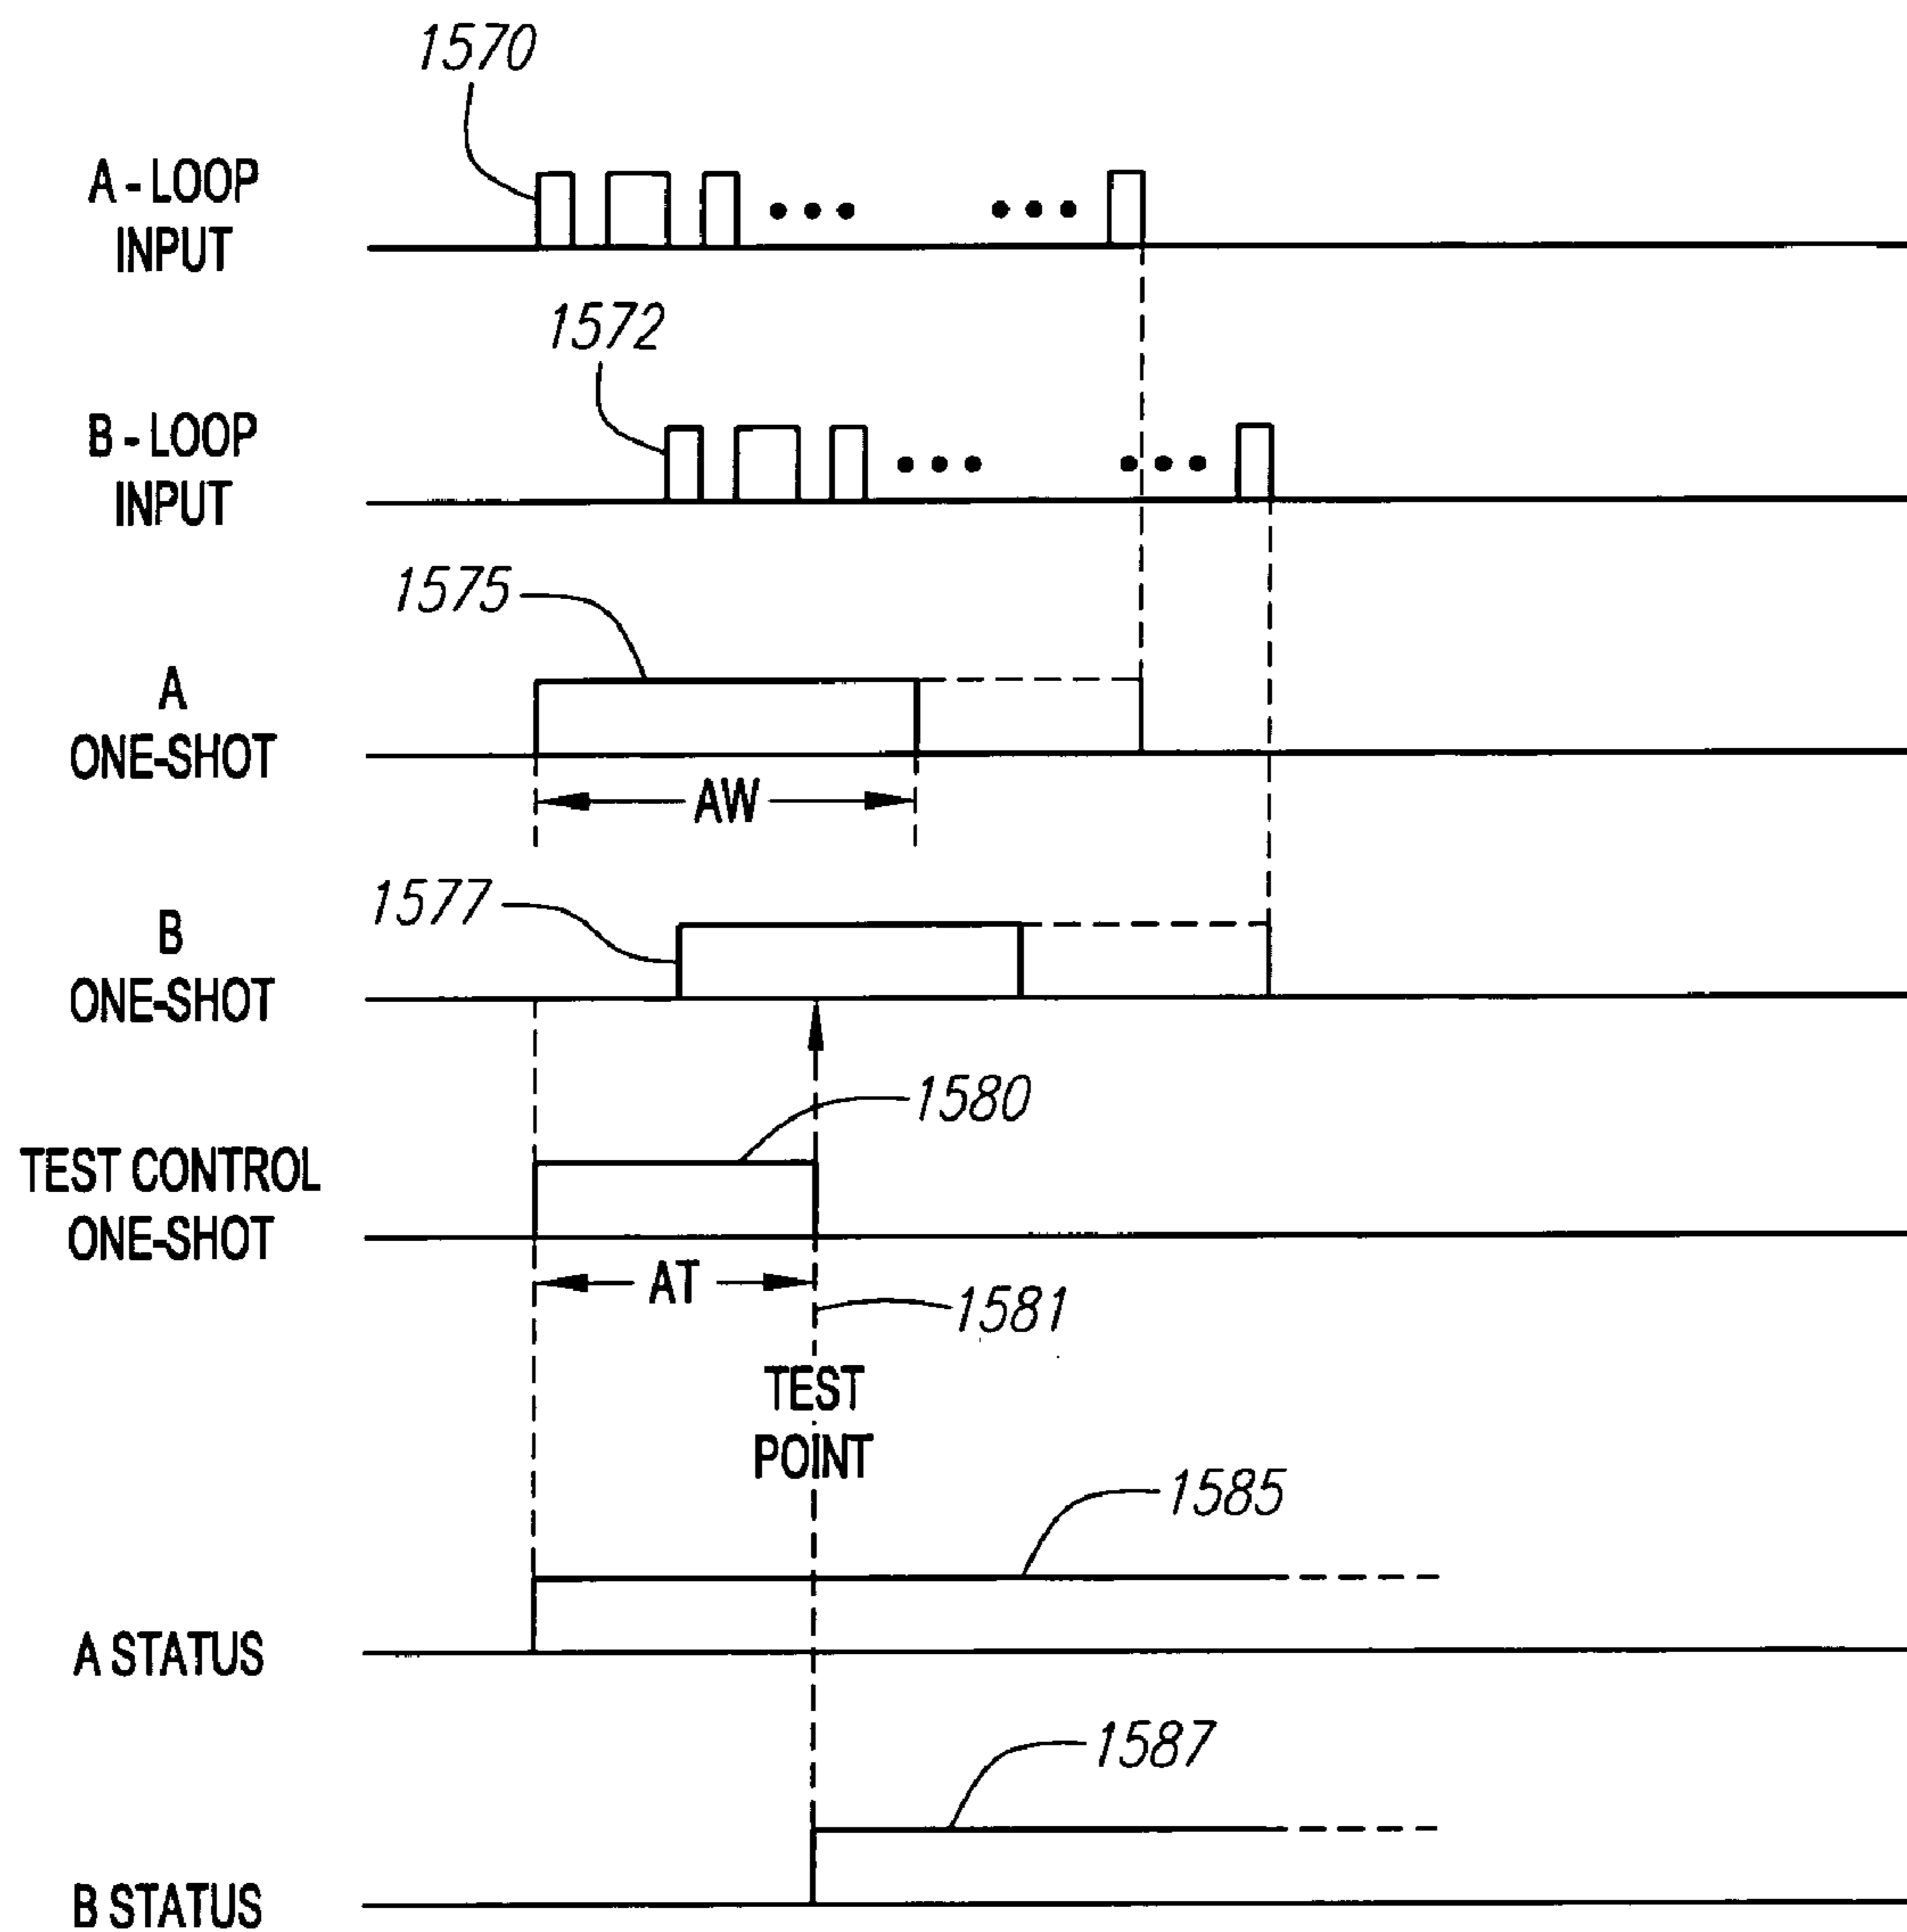 1570
A - LOOP
INPUT
1572
B - LOOP
INPUT
1575
A
ONE-SHOT
AW
1577
B
ONE-SHOT
1580
TEST CONTROL
ONE-SHOT
AT
1581
TEST
POINT
1585
A STATUS
1587
B STATUS